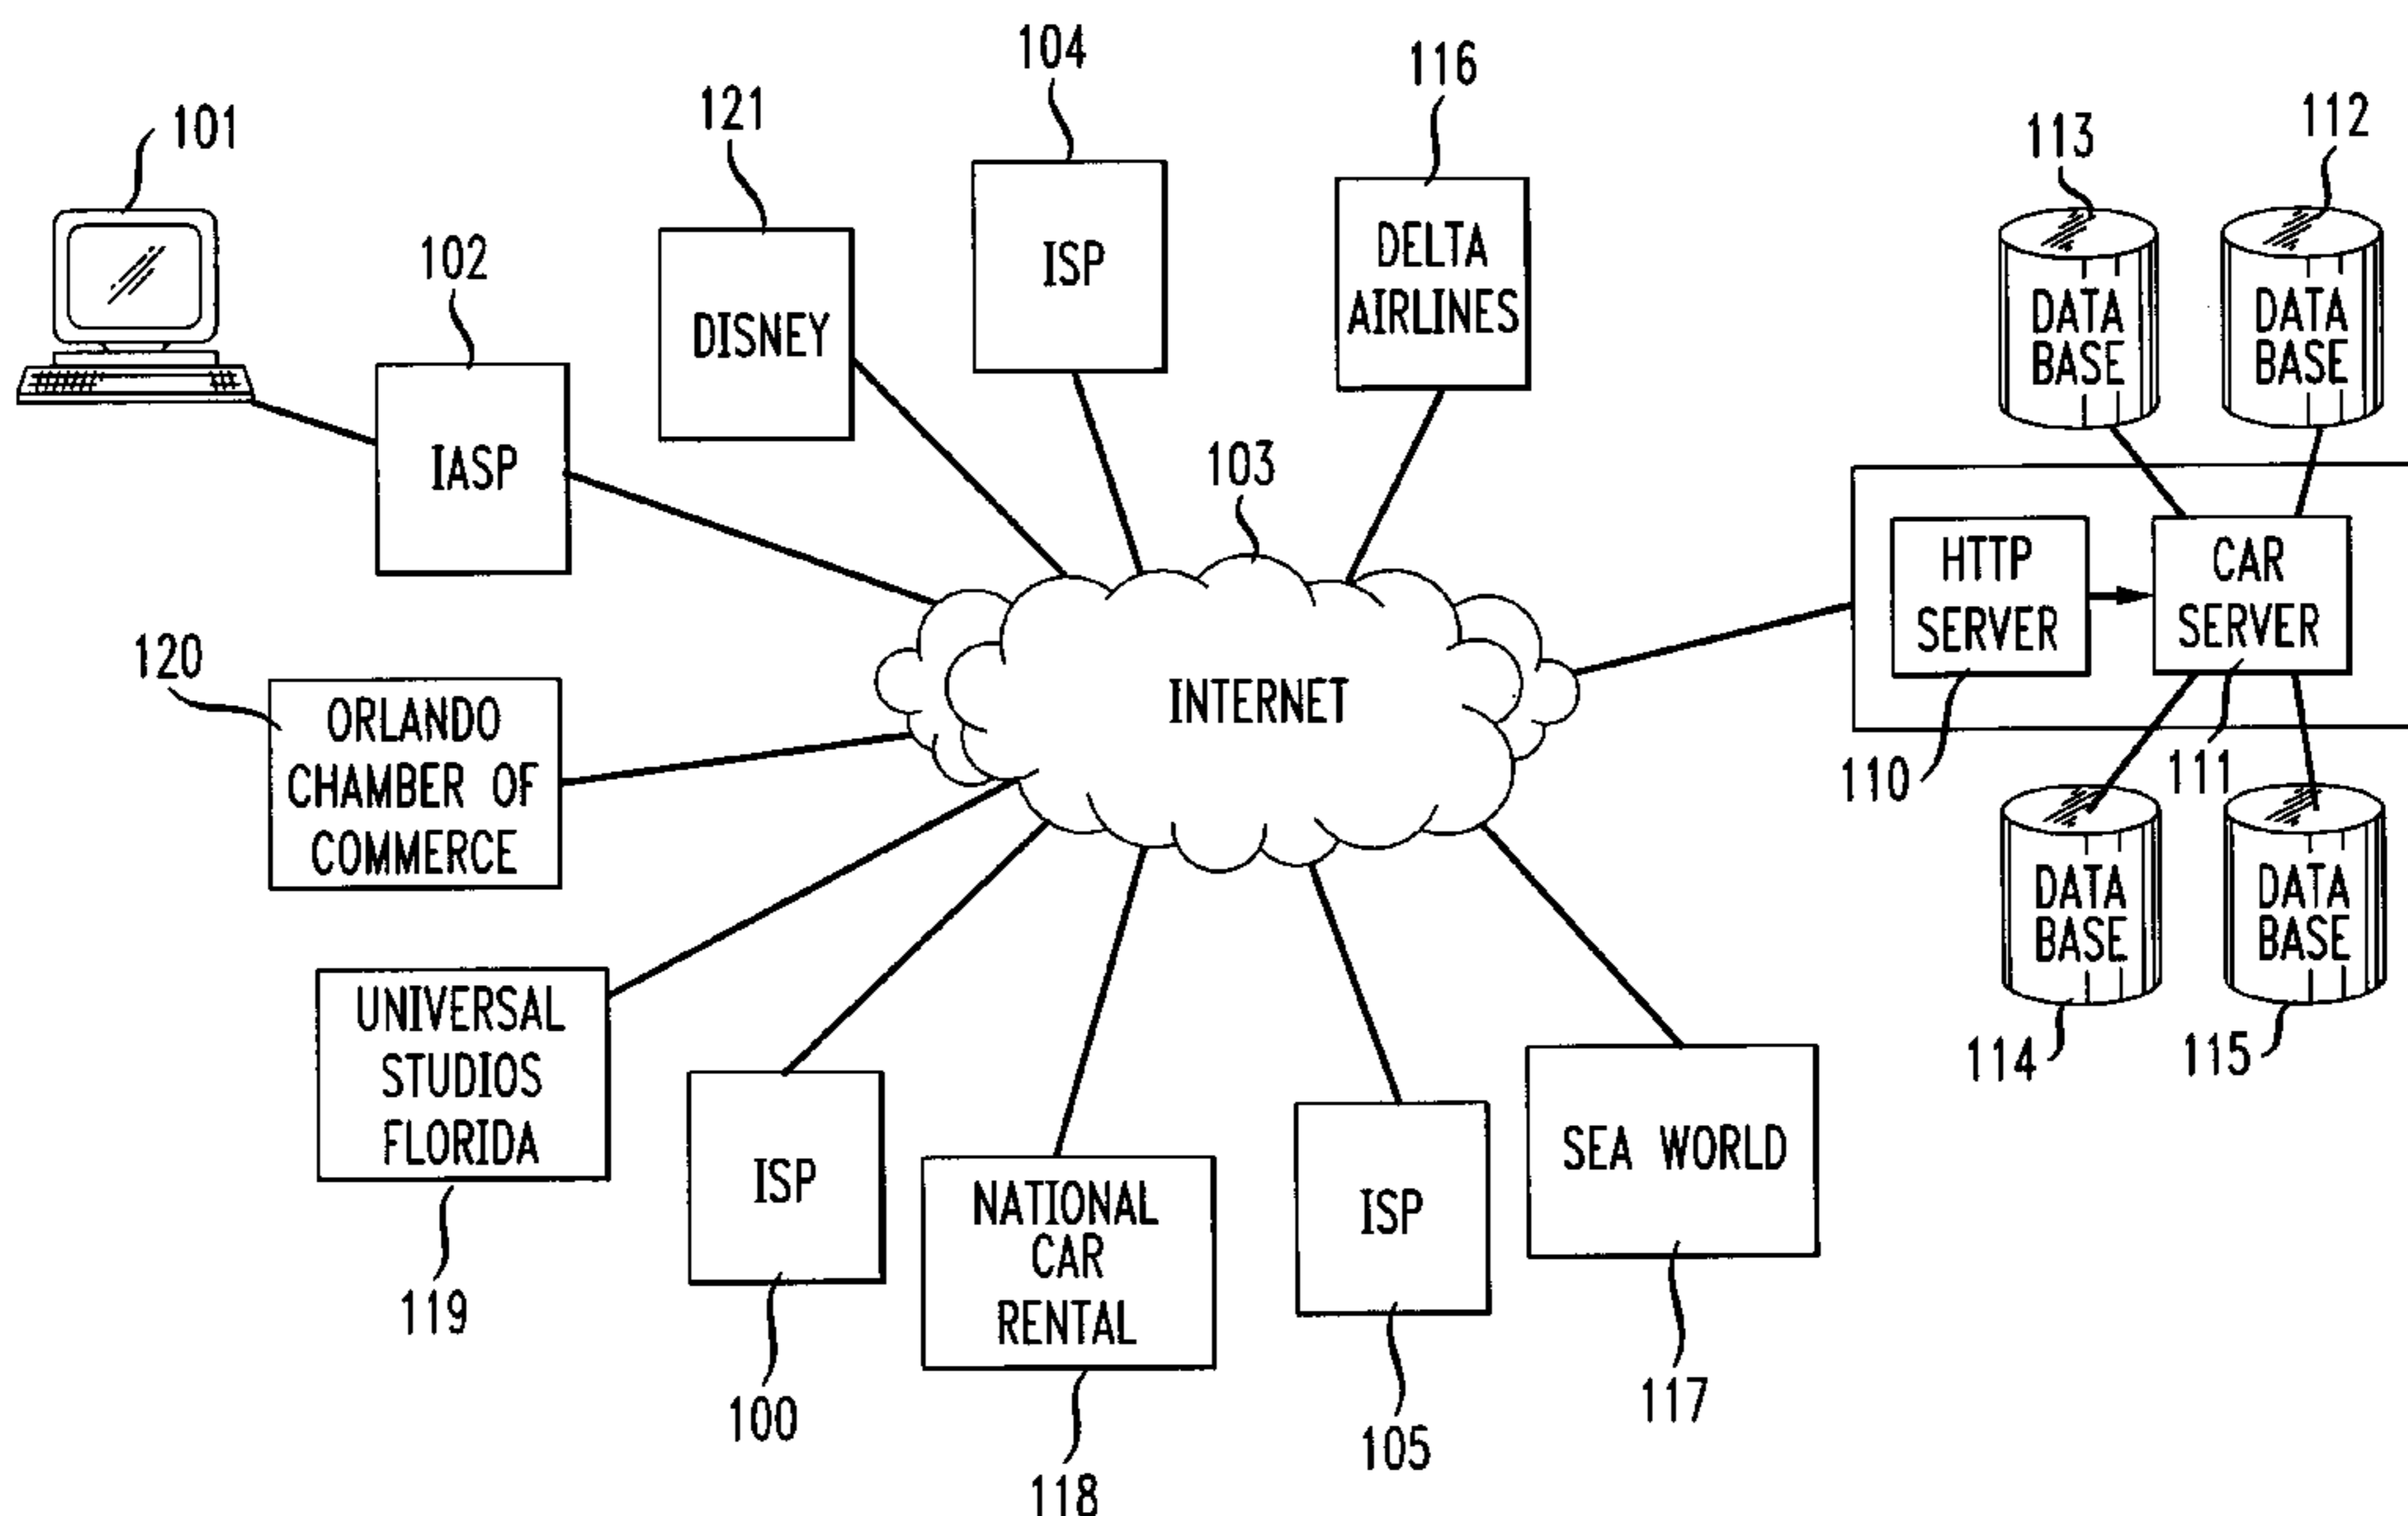 104
116
121
112
113
101
102
ISP
DELTA
AIRLINES
DISNEY
DATA
BASE
DATA
BASE
IASP
103
HTTP
SERVER
CAR
SERVER
120
INTERNET
ORLANDO
CHAMBER OF
COMMERCE
110
111
DATA
BASE
DATA
BASE
UNIVERSAL
STUDIOS
FLORIDA
114
115
ISP
NATIONAL
CAR
RENTAL
ISP
SEA WORLD
119
100
118
105
117